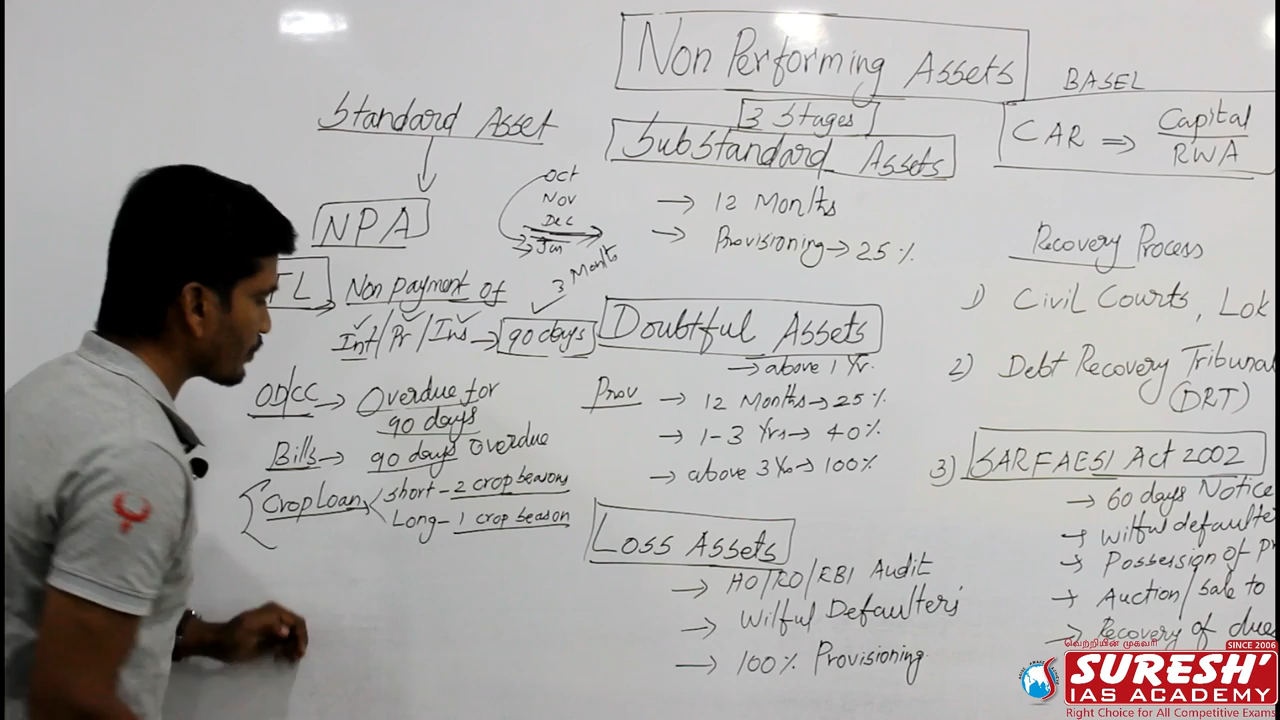 Non Performing Assets
BASEL
CAR ⇒ Capital
RWA
Standard Asset
3 Stages
SubStandard Assets
NPA
Oct
Nov
Dec
Jan
3 Months
→ 12 Months
→ Provisioning → 25 %
TL → Non payment of
Int/Pr/Ins → 90 days
OD/CC → Overdue for
90 days
Bills → 90 days Overdue
Crop Loan
Short - 2 crop Seasons
Long - 1 crop Season
Doubtful Assets
→ above 1 Yr.
Prov → 12 Months → 25 %
→ 1-3 Yrs → 40 %
→ above 3 Yrs → 100 %
Loss Assets
→ HO/RO/RBI Audit
→ Wilful Defaulters
→ 100 % Provisioning
Recovery Process
1) Civil Courts, Lok
2) Debt Recovery Tribuna
(DRT)
3) SARFAESI Act 2002
→ 60 days Notice
→ Wilful defaulter
→ Possession of Pr
→ Auction/Sale to
→ Recovery of dues
வெற்றியின் முகவரி
SINCE 2006
SURESH'
IAS ACADEMY
Right Choice for All Competitive Exams